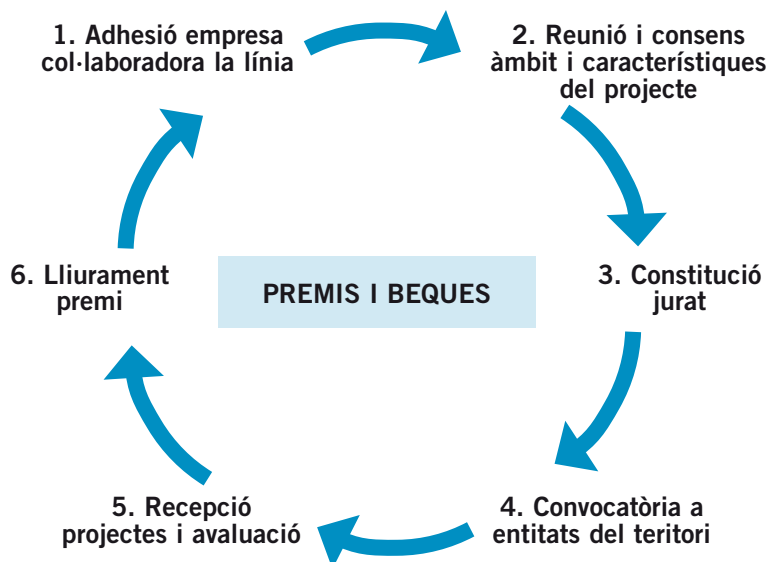 1. Adhesió empresa
col·laboradora la línia
2. Reunió i consens
àmbit i característiques
del projecte
3. Constitució
jurat
4. Convocatòria a
entitats del teritori
5. Recepció
projectes i avaluació
6. Lliurament
premi
PREMIS I BEQUES